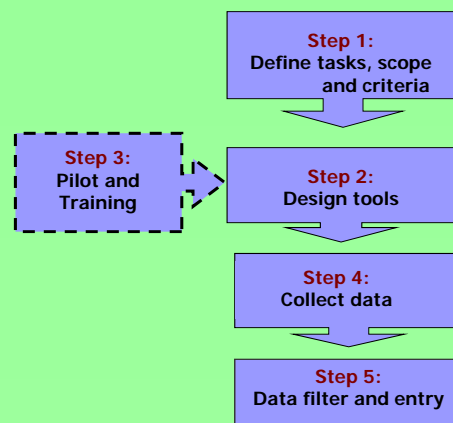 Step 1:
Define tasks, scope
and criteria
Step 3:
Pilot and
Training
Step 2:
Design tools
Step 4:
Collect data
Step 5:
Data filter and entry